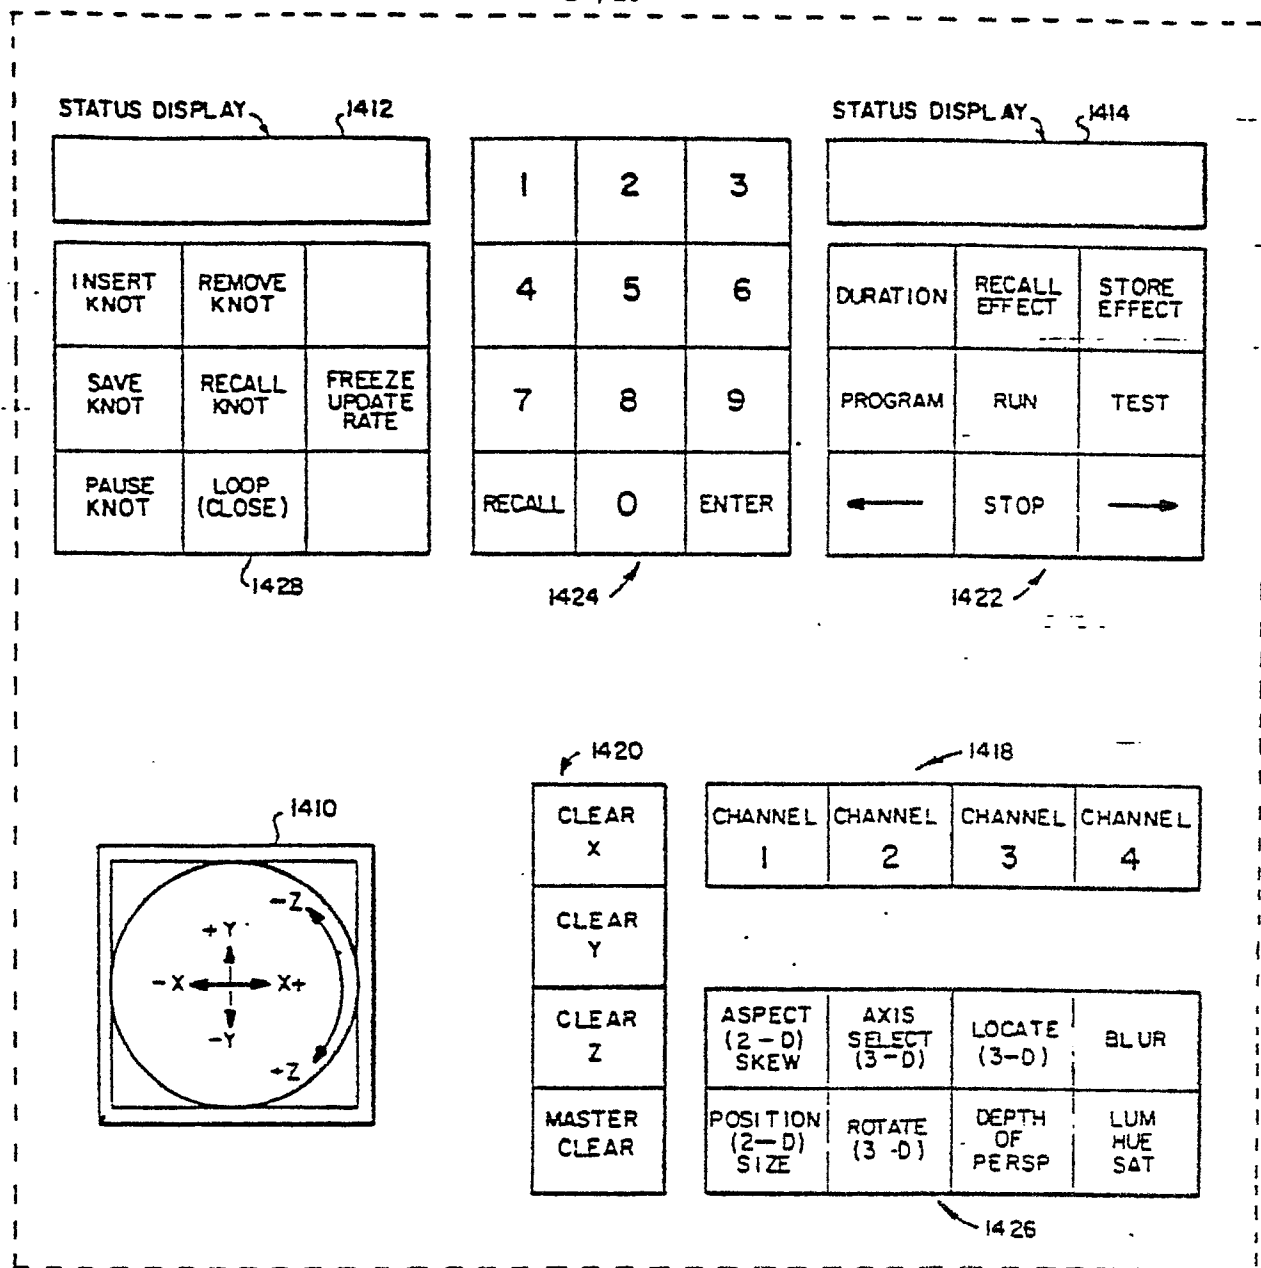 STATUS DISPLAY
1412
INSERT
KNOT
REMOVE
KNOT
SAVE
KNOT
RECALL
KNOT
FREEZE
UPDATE
RATE
PAUSE
KNOT
LOOP
(CLOSE)
1428
1 2 3
4 5 6
7 8 9
RECALL 0 ENTER
1424
STATUS DISPLAY
1414
DURATION
RECALL
EFFECT
STORE
EFFECT
PROGRAM
RUN
TEST
STOP
1422
1410
-Z
+Y
-X X+
-Y
+Z
1420
CLEAR
X
CLEAR
Y
CLEAR
Z
MASTER
CLEAR
1418
CHANNEL
1
CHANNEL
2
CHANNEL
3
CHANNEL
4
ASPECT
(2-D)
SKEW
AXIS
SELECT
(3-D)
LOCATE
(3-D)
BLUR
POSITION
(2-D)
SIZE
ROTATE
(3-D)
DEPTH
OF
PERSP
LUM
HUE
SAT
1426